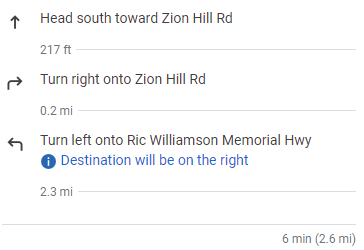 Head south toward Zion Hill Rd
217 ft
Turn right onto Zion Hill Rd
0.2 mi
Turn left onto Ric Williamson Memorial Hwy
Destination will be on the right
2.3 mi
6 min (2.6 mi)